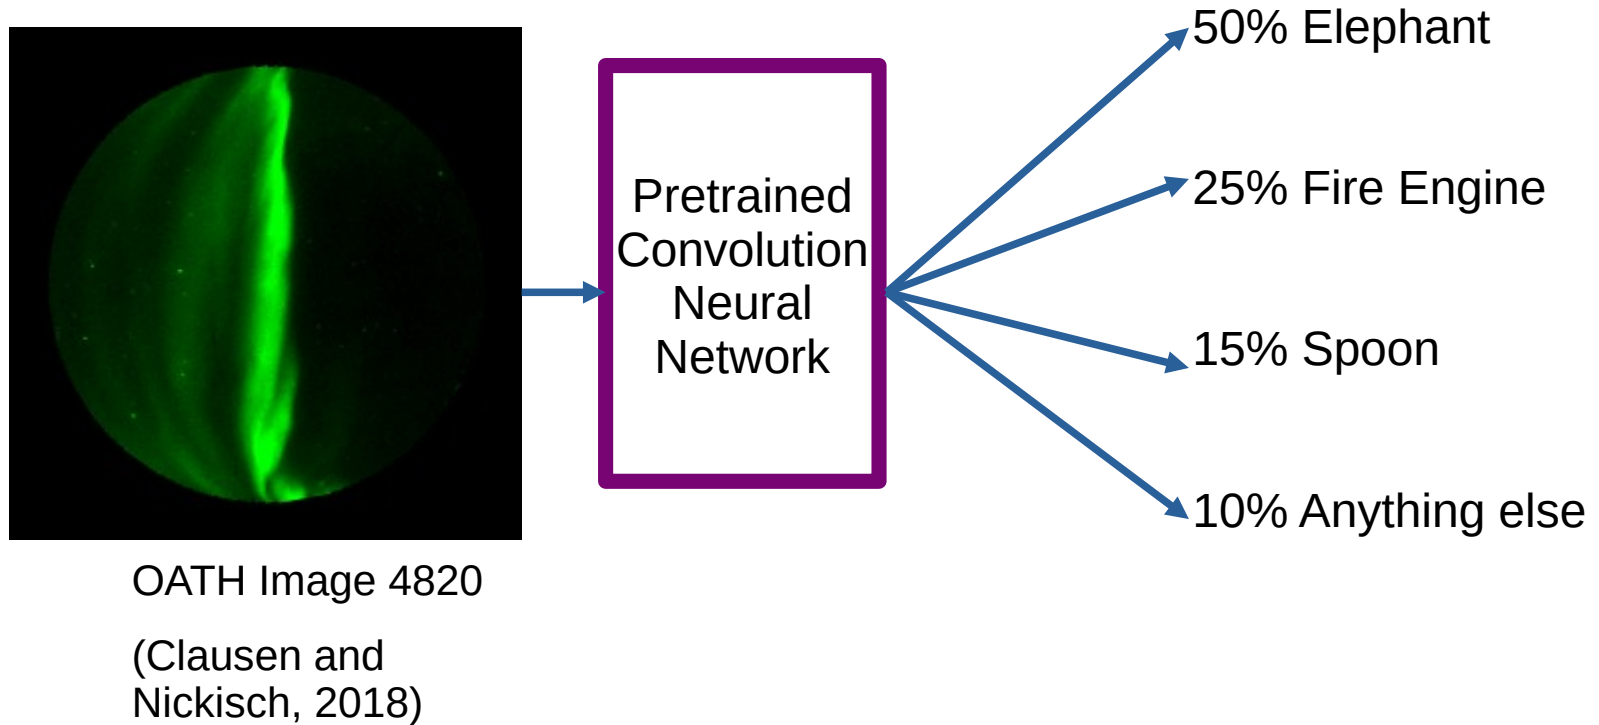 50% Elephant
25% Fire Engine
Pretrained
Convolution
Neural
Network
15% Spoon
10% Anything else
OATH Image 4820
(Clausen and
Nickisch, 2018)